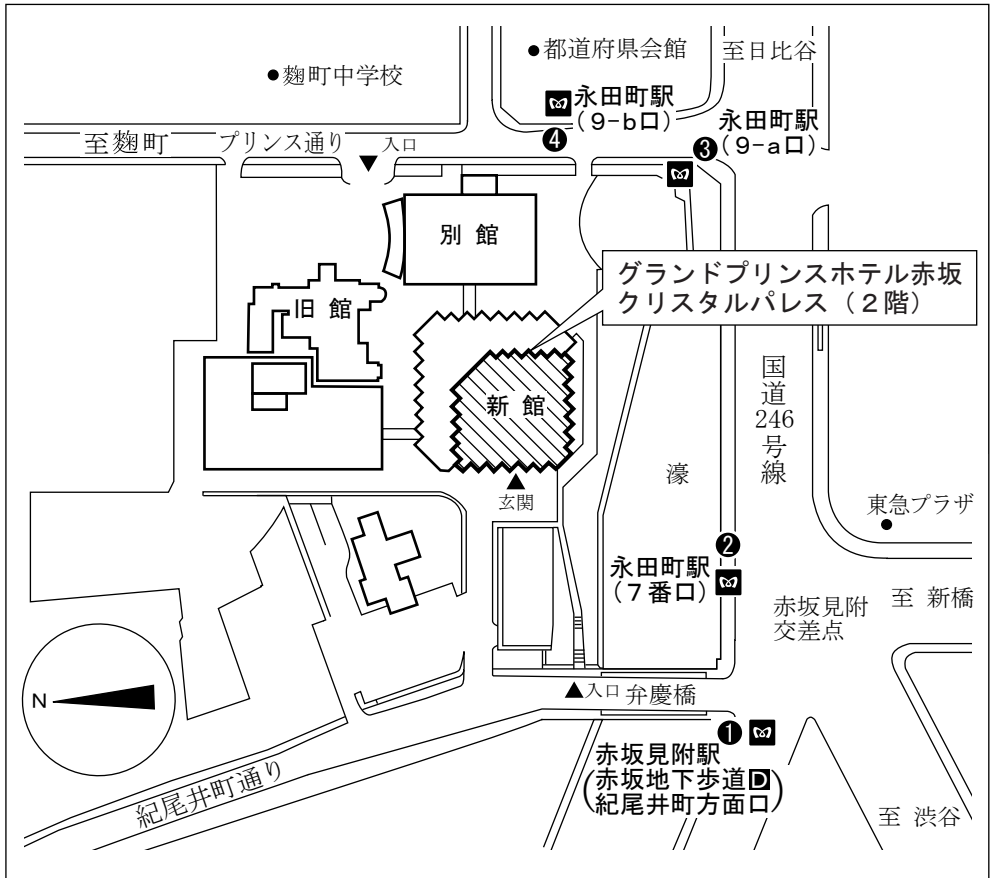 ●都道府県会館
至日比谷
●麴町中学校
永田町駅
（9-b口）
永田町駅
（9-a口）
❹
❸
至麴町
プリンス通り
▼
入口
別 館
旧 館
グランドプリンスホテル赤坂
クリスタルパレス（２階）
新 館
▲
玄関
国道246号線
濠
東急プラザ
●
❷
永田町駅
（７番口）
赤坂見附
交差点
至 新橋
N
▲入口
弁慶橋
❶
赤坂見附駅
（赤坂地下歩道D
紀尾井町方面口）
紀尾井町通り
至 渋谷